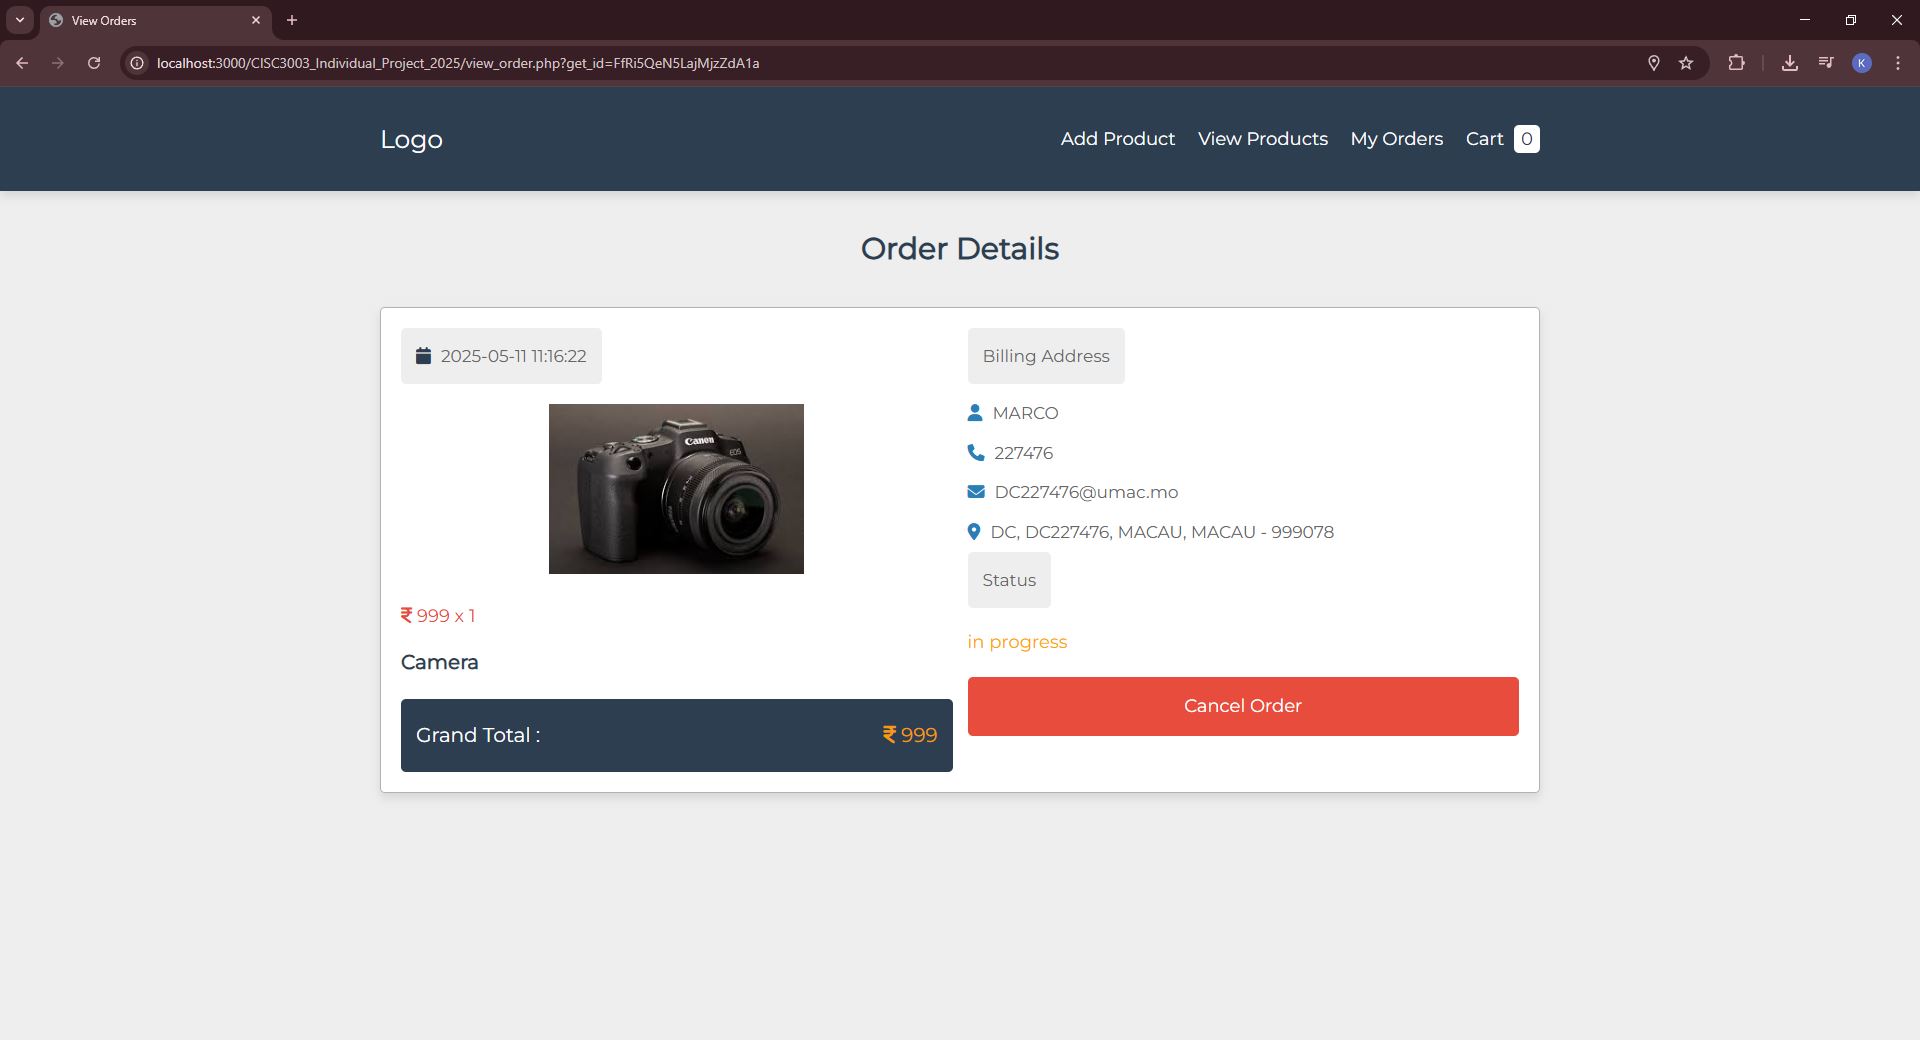 View Orders
localhost:3000/CISC3003_Individual_Project_2025/view_order.php?get_id=FfRi5QeN5LajMjzZdA1a
K
Logo
Add Product
View Products
My Orders
Cart 0
Order Details
2025-05-11 11:16:22
Canon
EOS
₹ 999 x 1
Camera
Grand Total :
₹ 999
Billing Address
MARCO
227476
DC227476@umac.mo
DC, DC227476, MACAU, MACAU - 999078
Status
in progress
Cancel Order